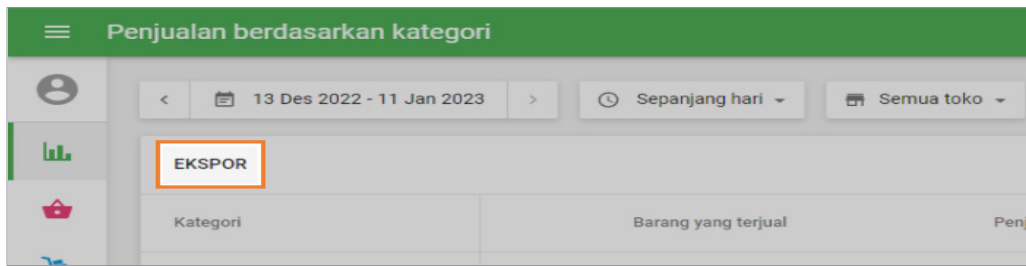 Penjualan berdasarkan kategori
13 Des 2022 - 11 Jan 2023 Sepanjang hari Semua toko
EKSPOR
Kategori Barang yang terjual